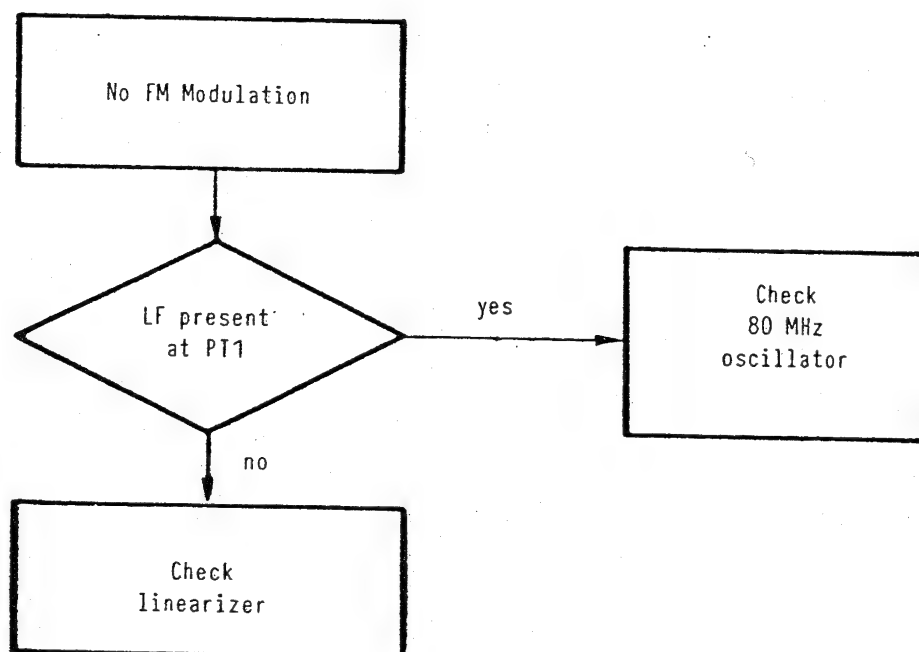 No FM Modulation
LF present
at PT1
yes
Check
80 MHz
oscillator
no
Check
linearizer